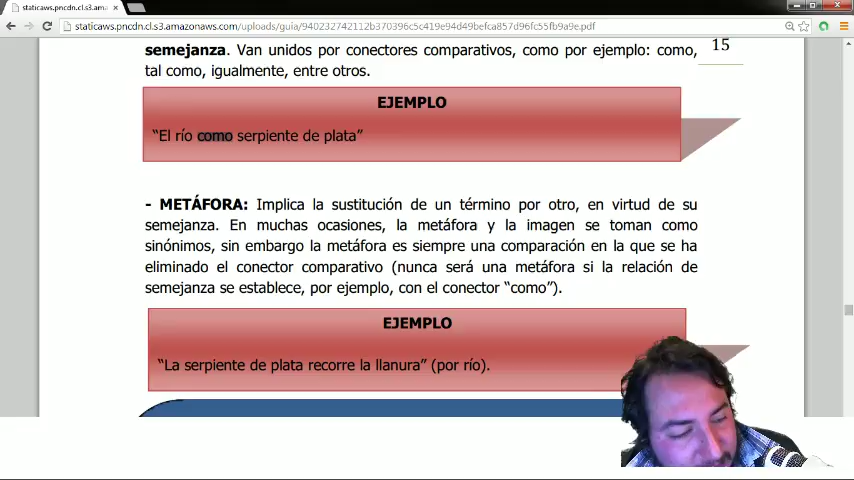 staticaws.pncdn.cl.s3.ama
staticaws.pncdn.cl.s3.amazonaws.com/uploads/guia/940232742112b370396c5c419e94d49befca857d96fc55fb9a9e.pdf
15
semejanza. Van unidos por conectores comparativos, como por ejemplo: como,
tal como, igualmente, entre otros.
EJEMPLO
“El río como serpiente de plata”
- METÁFORA: Implica la sustitución de un término por otro, en virtud de su
semejanza. En muchas ocasiones, la metáfora y la imagen se toman como
sinónimos, sin embargo la metáfora es siempre una comparación en la que se ha
eliminado el conector comparativo (nunca será una metáfora si la relación de
semejanza se establece, por ejemplo, con el conector “como”).
EJEMPLO
“La serpiente de plata recorre la llanura” (por río).